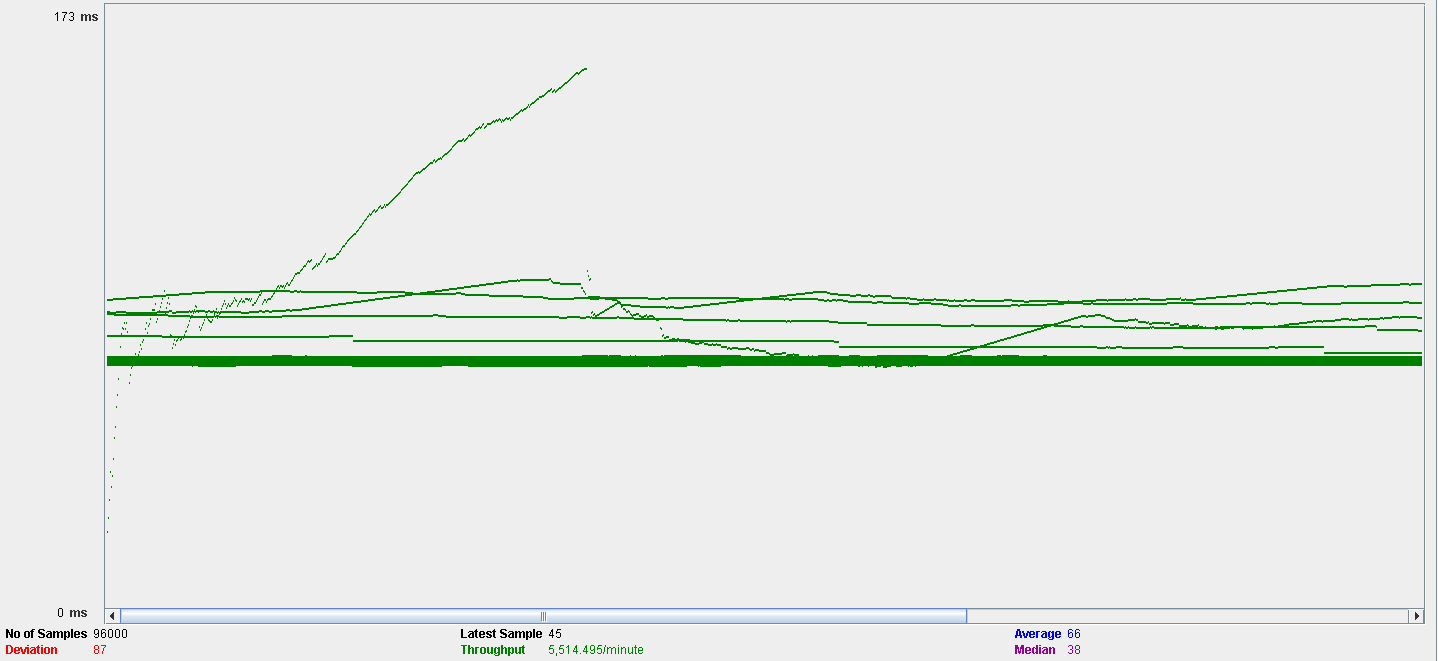 173 ms
0 ms
No of Samples 96000 Latest Sample 45 Average 66
Deviation 87 Throughput 5,514.495/minute Median 38